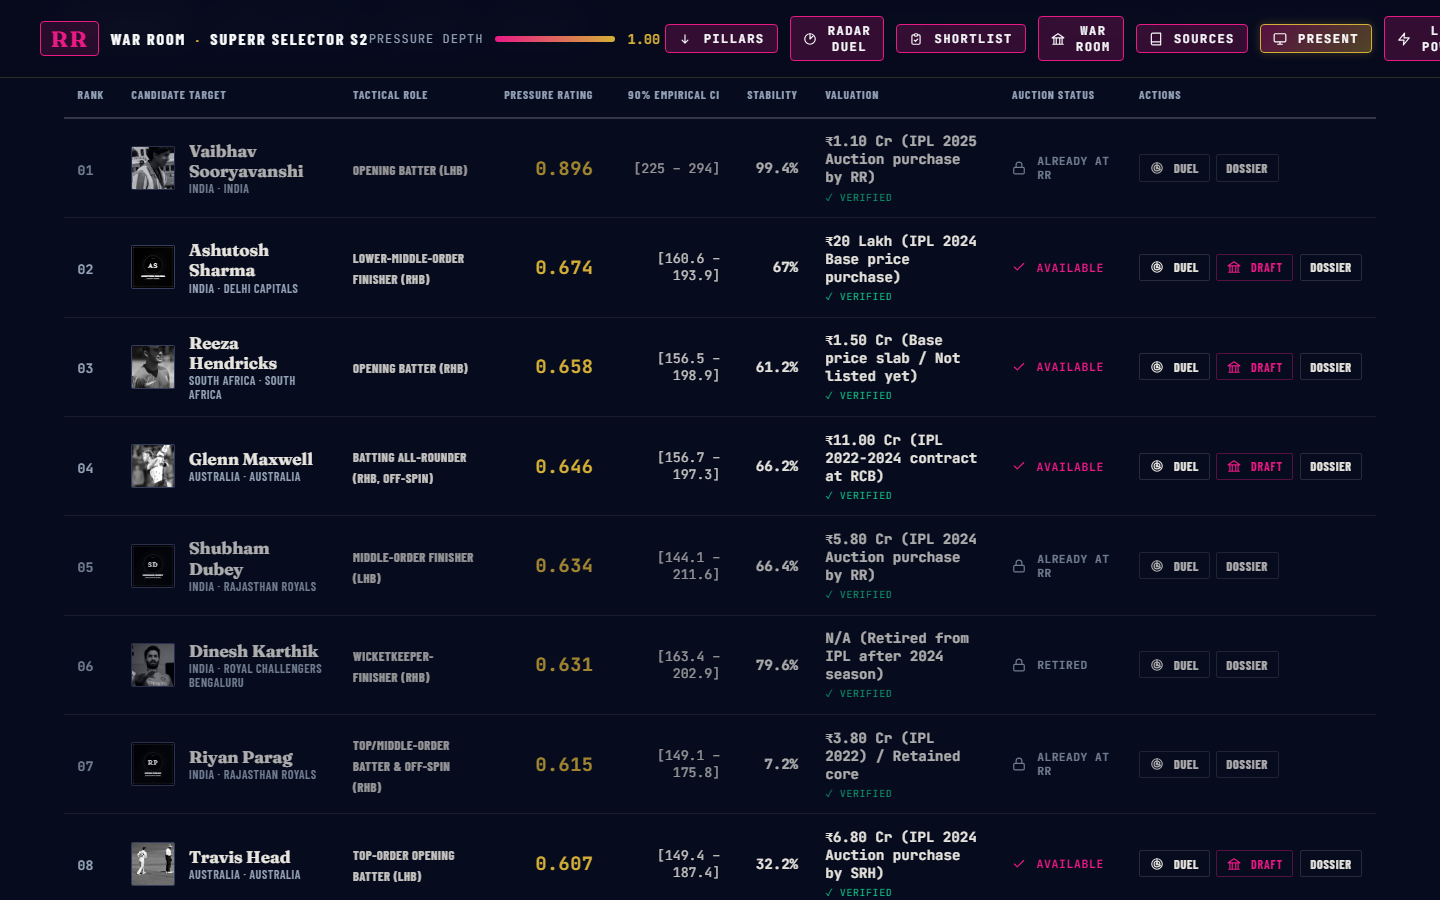 RR WAR ROOM · SUPERR SELECTOR S2 PRESSURE DEPTH 1.00 PILLARS RADAR DUEL SHORTLIST WAR ROOM SOURCES PRESENT
RANK CANDIDATE TARGET TACTICAL ROLE PRESSURE RATING 90% EMPIRICAL CI STABILITY VALUATION AUCTION STATUS ACTIONS
01
Vaibhav
Sooryavanshi
INDIA · INDIA
OPENING BATTER (LHB)
0.896
[225 – 294]
99.4%
₹1.10 Cr (IPL 2025
Auction purchase
by RR)
✓ VERIFIED
ALREADY AT
RR
DUEL DOSSIER
02
AS
Ashutosh
Sharma
INDIA · DELHI CAPITALS
LOWER-MIDDLE-ORDER
FINISHER (RHB)
0.674
[160.6 –
193.9]
67%
₹20 Lakh (IPL 2024
Base price
purchase)
✓ VERIFIED
AVAILABLE
DUEL DRAFT DOSSIER
03
Reeza
Hendricks
SOUTH AFRICA · SOUTH
AFRICA
OPENING BATTER (RHB)
0.658
[156.5 –
198.9]
61.2%
₹1.50 Cr (Base
price slab / Not
listed yet)
✓ VERIFIED
AVAILABLE
DUEL DRAFT DOSSIER
04
Glenn Maxwell
AUSTRALIA · AUSTRALIA
BATTING ALL-ROUNDER
(RHB, OFF-SPIN)
0.646
[156.7 –
197.3]
66.2%
₹11.00 Cr (IPL
2022-2024 contract
at RCB)
✓ VERIFIED
AVAILABLE
DUEL DRAFT DOSSIER
05
SD
Shubham
Dubey
INDIA · RAJASTHAN ROYALS
MIDDLE-ORDER FINISHER
(LHB)
0.634
[144.1 –
211.6]
66.4%
₹5.80 Cr (IPL 2024
Auction purchase
by RR)
✓ VERIFIED
ALREADY AT
RR
DUEL DOSSIER
06
Dinesh Karthik
INDIA · ROYAL CHALLENGERS
BENGALURU
WICKETKEEPER-
FINISHER (RHB)
0.631
[163.4 –
202.9]
79.6%
N/A (Retired from
IPL after 2024
season)
✓ VERIFIED
RETIRED
DUEL DOSSIER
07
RP
Riyan Parag
INDIA · RAJASTHAN ROYALS
TOP/MIDDLE-ORDER
BATTER & OFF-SPIN
(RHB)
0.615
[149.1 –
175.8]
7.2%
₹3.80 Cr (IPL
2022) / Retained
core
✓ VERIFIED
ALREADY AT
RR
DUEL DOSSIER
08
Travis Head
AUSTRALIA · AUSTRALIA
TOP-ORDER OPENING
BATTER (LHB)
0.607
[149.4 –
187.4]
32.2%
₹6.80 Cr (IPL 2024
Auction purchase
by SRH)
✓ VERIFIED
AVAILABLE
DUEL DRAFT DOSSIER